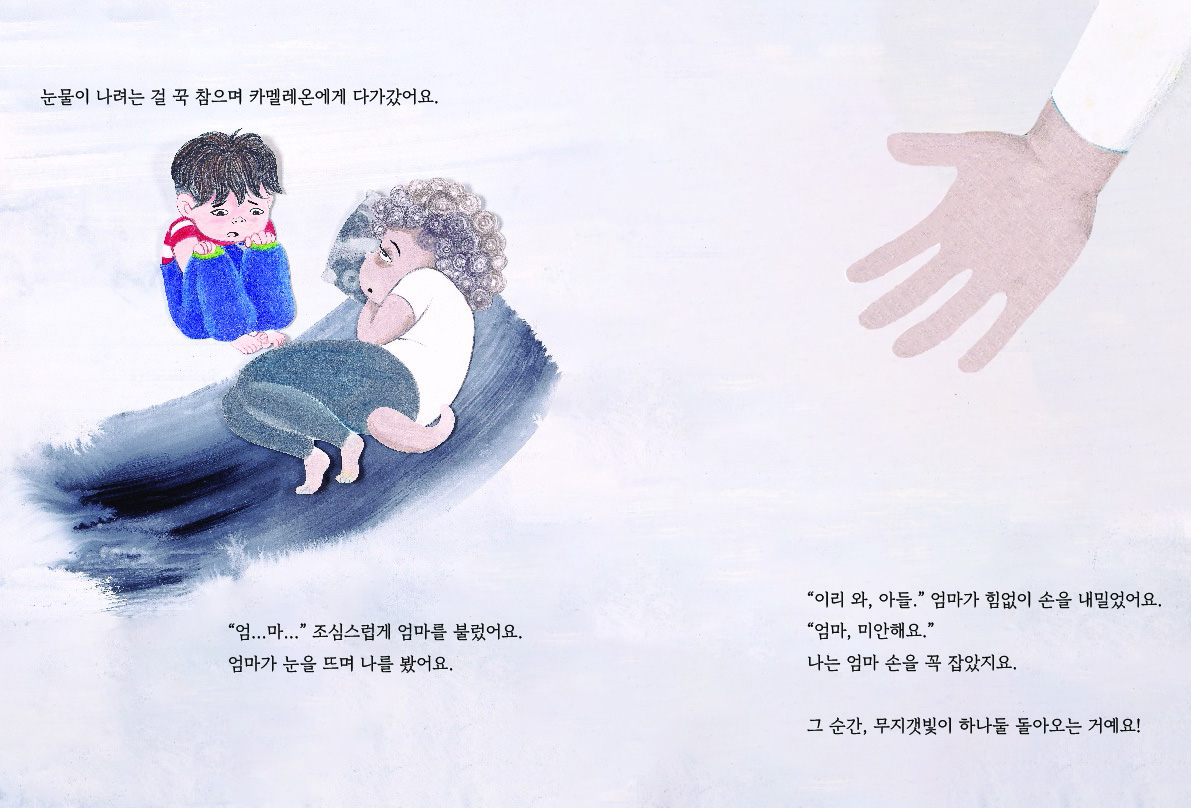 눈물이 나려는 걸 꾹 참으며 카멜레온에게 다가갔어요.
“엄...마...” 조심스럽게 엄마를 불렀어요.
엄마가 눈을 뜨며 나를 봤어요.
“이리 와, 아들.” 엄마가 힘없이 손을 내밀었어요.
“엄마, 미안해요.”
나는 엄마 손을 꼭 잡았지요.
그 순간, 무지갯빛이 하나둘 돌아오는 거예요!